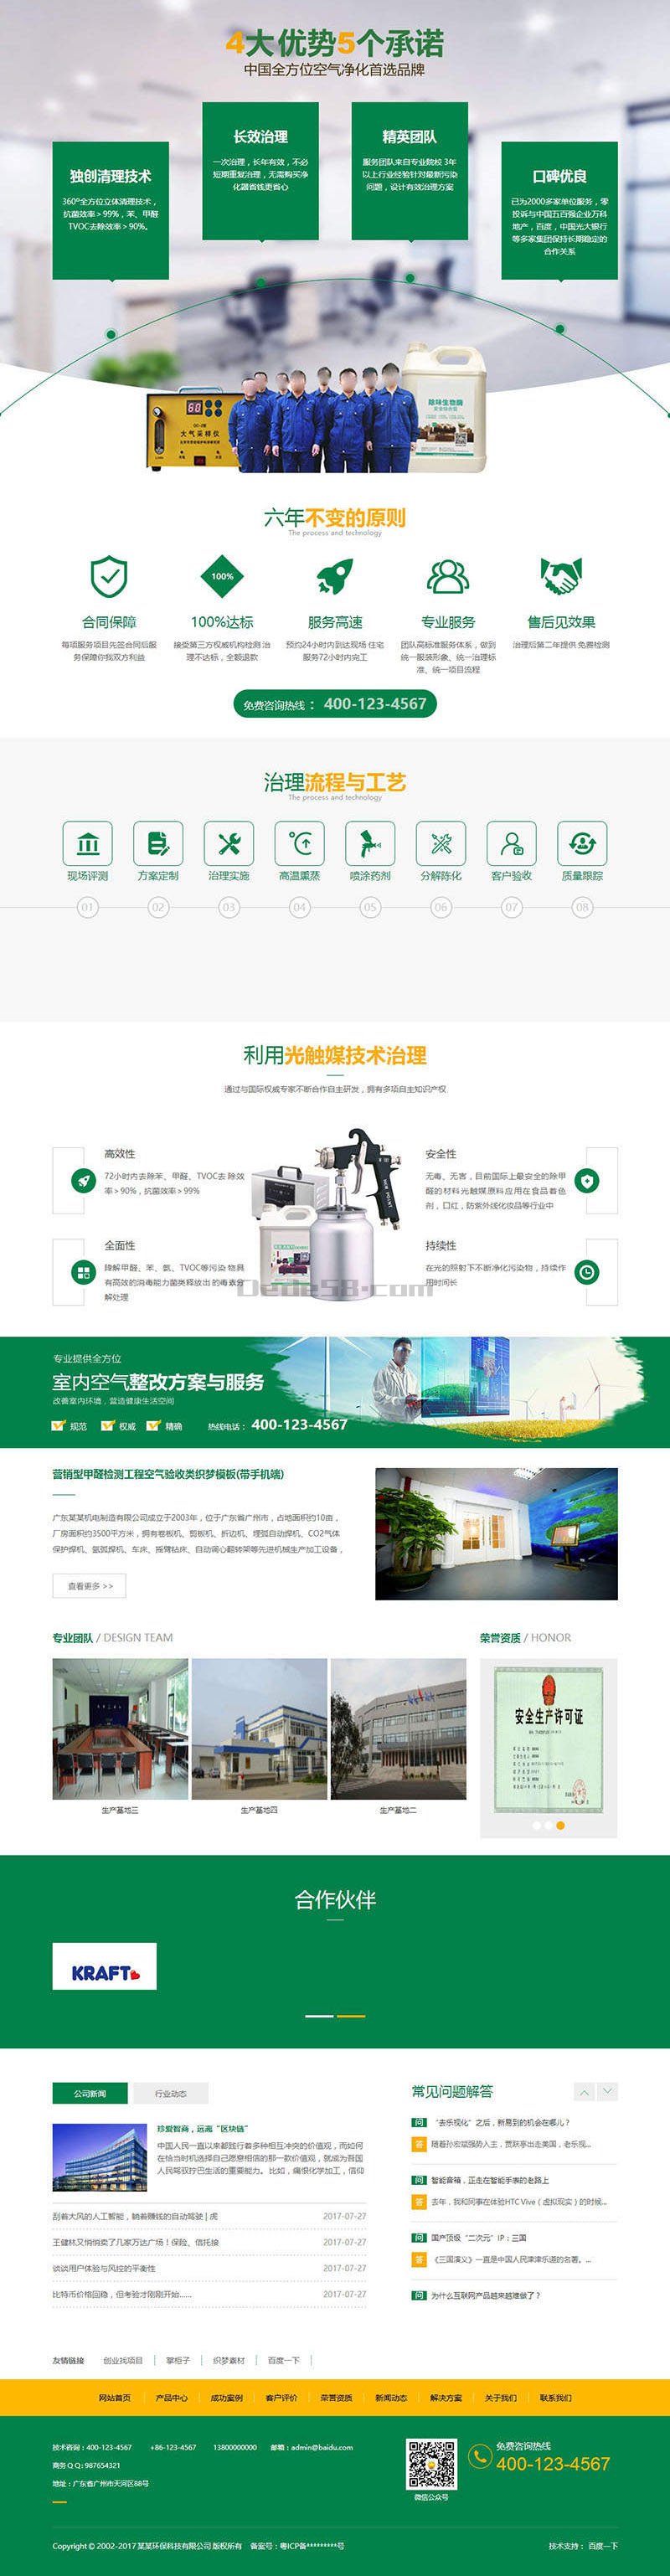 4大优势5个承诺
中国全方位空气净化首选品牌
独创清理技术
360°全方位立体清理技术，
抗菌效率>99%，苯、甲醛
TVOC去除效率>90%。
长效治理
一次治理，长年有效，不必
短期重复治理，无需购买净
化器省钱更省心
精英团队
服务团队来自专业院校 3年
以上行业经验针对最新污染
问题，设计有效治理方案
口碑优良
已为2000多家单位服务，零
投诉与中国五百强企业万科
地产，百度，中国光大银行
等多家集团保持长期稳定的
合作关系
60
大气采样仪
除味生物酶
六年不变的原则
The process and technology
100%
合同保障
每项服务项目先签合同后服
务保障你我双方利益
100%达标
接受第三方权威机构检测 治
理不达标，全额退款
服务高速
预约24小时内到达现场 住宅
服务72小时内完工
专业服务
团队高标准服务体系，做到
统一服装形象、统一治理标
准、统一项目流程
售后见效果
治理后第二年提供 免费检测
免费咨询热线： 400-123-4567
治理流程与工艺
The process and technology
现场评测
方案定制
治理实施
高温熏蒸
喷涂药剂
分解陈化
客户验收
质量跟踪
01 02 03 04 05 06 07 08
利用光触媒技术治理
通过与国际权威专家不断合作自主研发，拥有多项自主知识产权
高效性
72小时内去除苯、甲醛、TVOC去 除效
率>90%，抗菌效率>99%
全面性
降解甲醛、苯、氨、TVOC等污染 物具
有高效的消毒能力菌类释放出 的毒素分
解处理
安全性
无毒、无害，目前国际上最安全的除甲
醛的材料光触媒原料应用在食品着色
剂，口红，防紫外线化妆品等行业中
持续性
在光的照射下不断净化污染物，持续作
用时间长
Dede58.com
专业提供全方位
室内空气整改方案与服务
改善室内环境，营造健康生活空间
规范 权威 精确 热线电话： 400-123-4567
营销型甲醛检测工程空气验收类织梦模板(带手机端)
广东某某机电制造有限公司成立于2003年，位于广东省广州市，占地面积约10亩，
厂房面积约3500平方米，拥有卷板机、剪板机、折边机、埋弧自动焊机、CO2气体
保护焊机、氩弧焊机、车床、摇臂钻床、自动调心翻转架等先进机械生产加工设备，
查看更多 >>
专业团队 / DESIGN TEAM
生产基地三
生产基地四
生产基地二
荣誉资质 / HONOR
安全生产许可证
合作伙伴
KRAFT
公司新闻
行业动态
珍爱智商，远离“区块链”
中国人民一直以来都践行着多种相互冲突的价值观，而如何
在恰当时机选择自己愿意相信的那一款价值观，就成为吾国
人民驾驭拧巴生活的重要能力。 比如，痛恨化学加工，信仰
刮着大风的人工智能，躺着赚钱的自动驾驶 | 虎 2017-07-27
王健林又悄悄卖了几家万达广场！保险、信托接 2017-07-27
谈谈用户体验与风控的平衡性 2017-07-27
比特币价格回稳，但考验才刚刚开始...... 2017-07-27
常见问题解答
问 “去乐视化”之后，新易到的机会在哪儿？
答 随着孙宏斌强势入主，贾跃亭出走美国，老乐视...
问 智能音箱，正走在智能手表的老路上
答 去年，我和同事在体验HTC Vive（虚拟现实）的时候...
问 国产顶级“二次元”IP：三国
答 《三国演义》一直是中国人民津津乐道的名著。...
问 为什么互联网产品越来越难做了？
友情链接 创业找项目 掌柜子 织梦素材 百度一下
网站首页 产品中心 成功案例 客户评价 荣誉资质 新闻动态 解决方案 关于我们 联系我们
技术咨询：400-123-4567 +86-123-4567 13800000000 邮箱：admin@baidu.com
商务Q Q：987654321
地址：广东省广州市天河区88号
微信公众号
免费咨询热线
400-123-4567
Copyright © 2002-2017 某某环保科技有限公司 版权所有 备案号：粤ICP备*********号
技术支持： 百度一下